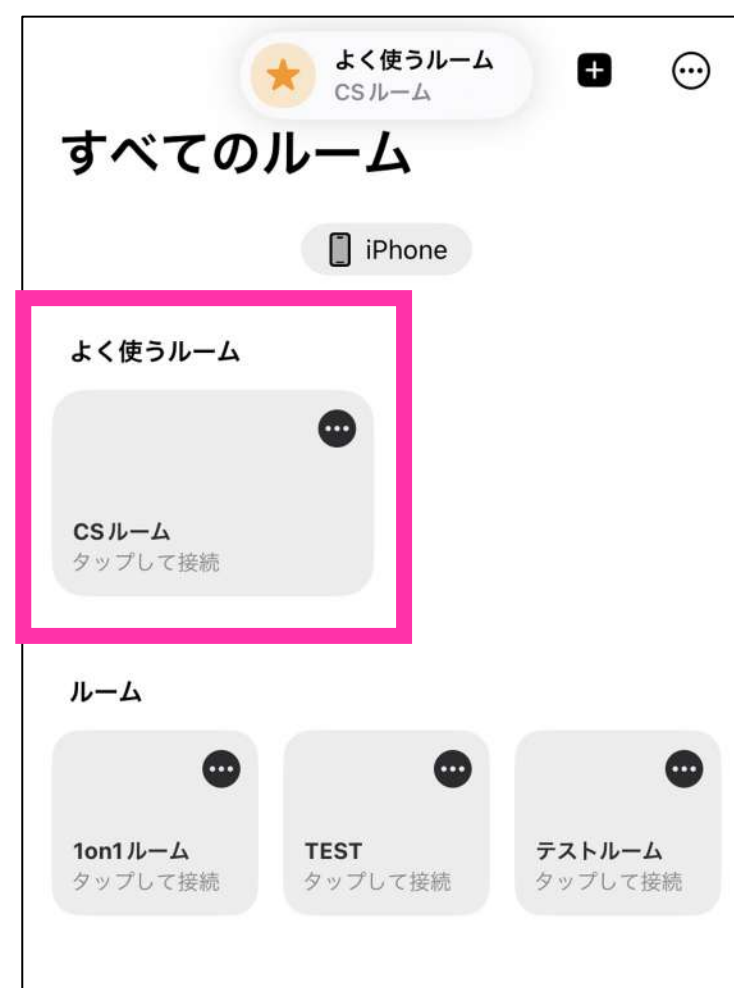 よく使うルーム
CSルーム
すべてのルーム
iPhone
よく使うルーム
CSルーム
タップして接続
ルーム
1on1ルーム
タップして接続
TEST
タップして接続
テストルーム
タップして接続